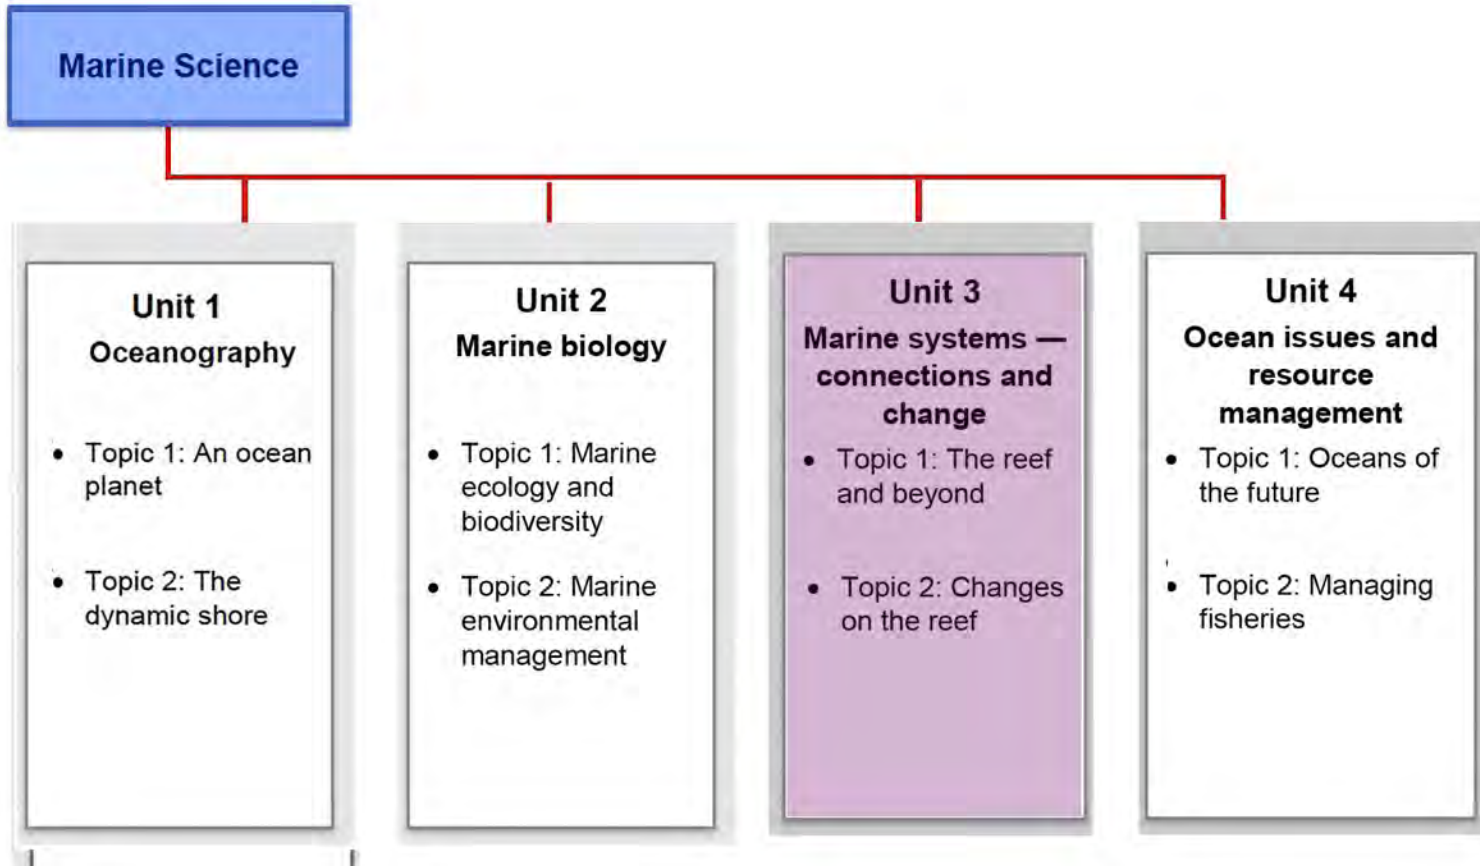 Marine Science
Unit 1
Oceanography
• Topic 1: An ocean
planet
• Topic 2: The
dynamic shore
Unit 2
Marine biology
• Topic 1: Marine
ecology and
biodiversity
• Topic 2: Marine
environmental
management
Unit 3
Marine systems —
connections and
change
• Topic 1: The reef
and beyond
• Topic 2: Changes
on the reef
Unit 4
Ocean issues and
resource
management
• Topic 1: Oceans of
the future
• Topic 2: Managing
fisheries